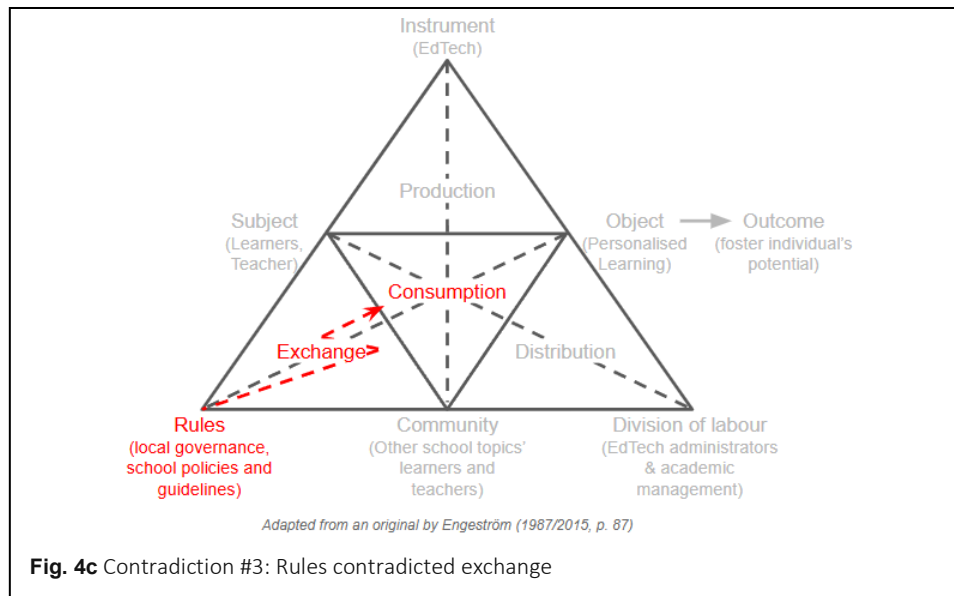 Instrument
(EdTech)
Production
Subject
(Learners,
Teacher)
Object
(Personalised
Learning)
Outcome
(foster individual's
potential)
Consumption
Exchange
Distribution
Rules
(local governance,
school policies and
guidelines)
Community
(Other school topics'
learners and
teachers)
Division of labour
(EdTech administrators
& academic
management)
Adapted from an original by Engeström (1987/2015, p. 87)
Fig. 4c Contradiction #3: Rules contradicted exchange